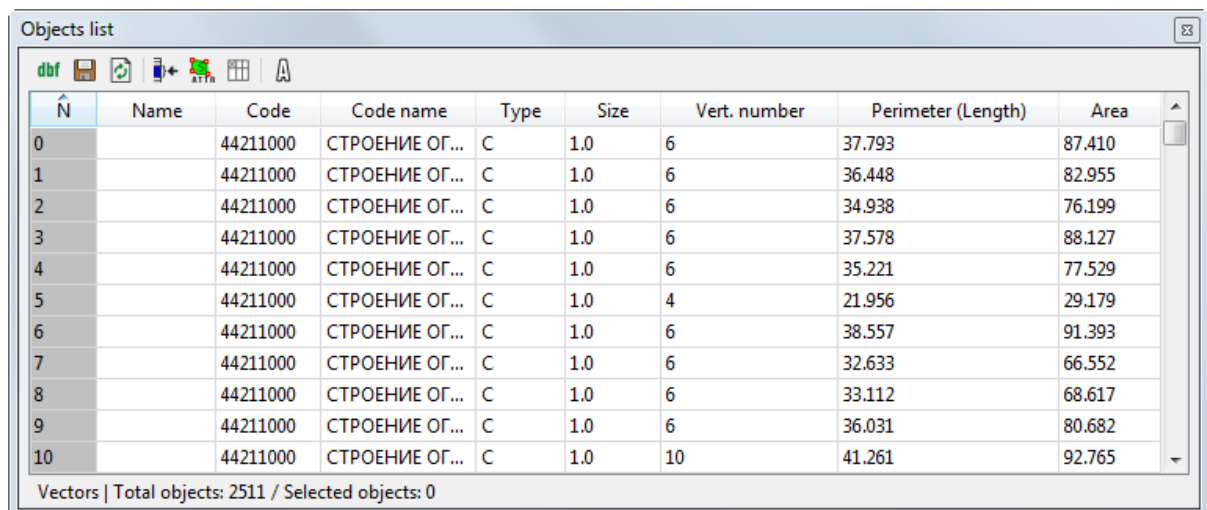 Objects list
dbf ATTR A
N Name Code Code name Type Size Vert. number Perimeter (Length) Area
0 44211000 СТРОЕНИЕ ОГ... C 1.0 6 37.793 87.410
1 44211000 СТРОЕНИЕ ОГ... C 1.0 6 36.448 82.955
2 44211000 СТРОЕНИЕ ОГ... C 1.0 6 34.938 76.199
3 44211000 СТРОЕНИЕ ОГ... C 1.0 6 37.578 88.127
4 44211000 СТРОЕНИЕ ОГ... C 1.0 6 35.221 77.529
5 44211000 СТРОЕНИЕ ОГ... C 1.0 4 21.956 29.179
6 44211000 СТРОЕНИЕ ОГ... C 1.0 6 38.557 91.393
7 44211000 СТРОЕНИЕ ОГ... C 1.0 6 32.633 66.552
8 44211000 СТРОЕНИЕ ОГ... C 1.0 6 33.112 68.617
9 44211000 СТРОЕНИЕ ОГ... C 1.0 6 36.031 80.682
10 44211000 СТРОЕНИЕ ОГ... C 1.0 10 41.261 92.765
Vectors | Total objects: 2511 / Selected objects: 0